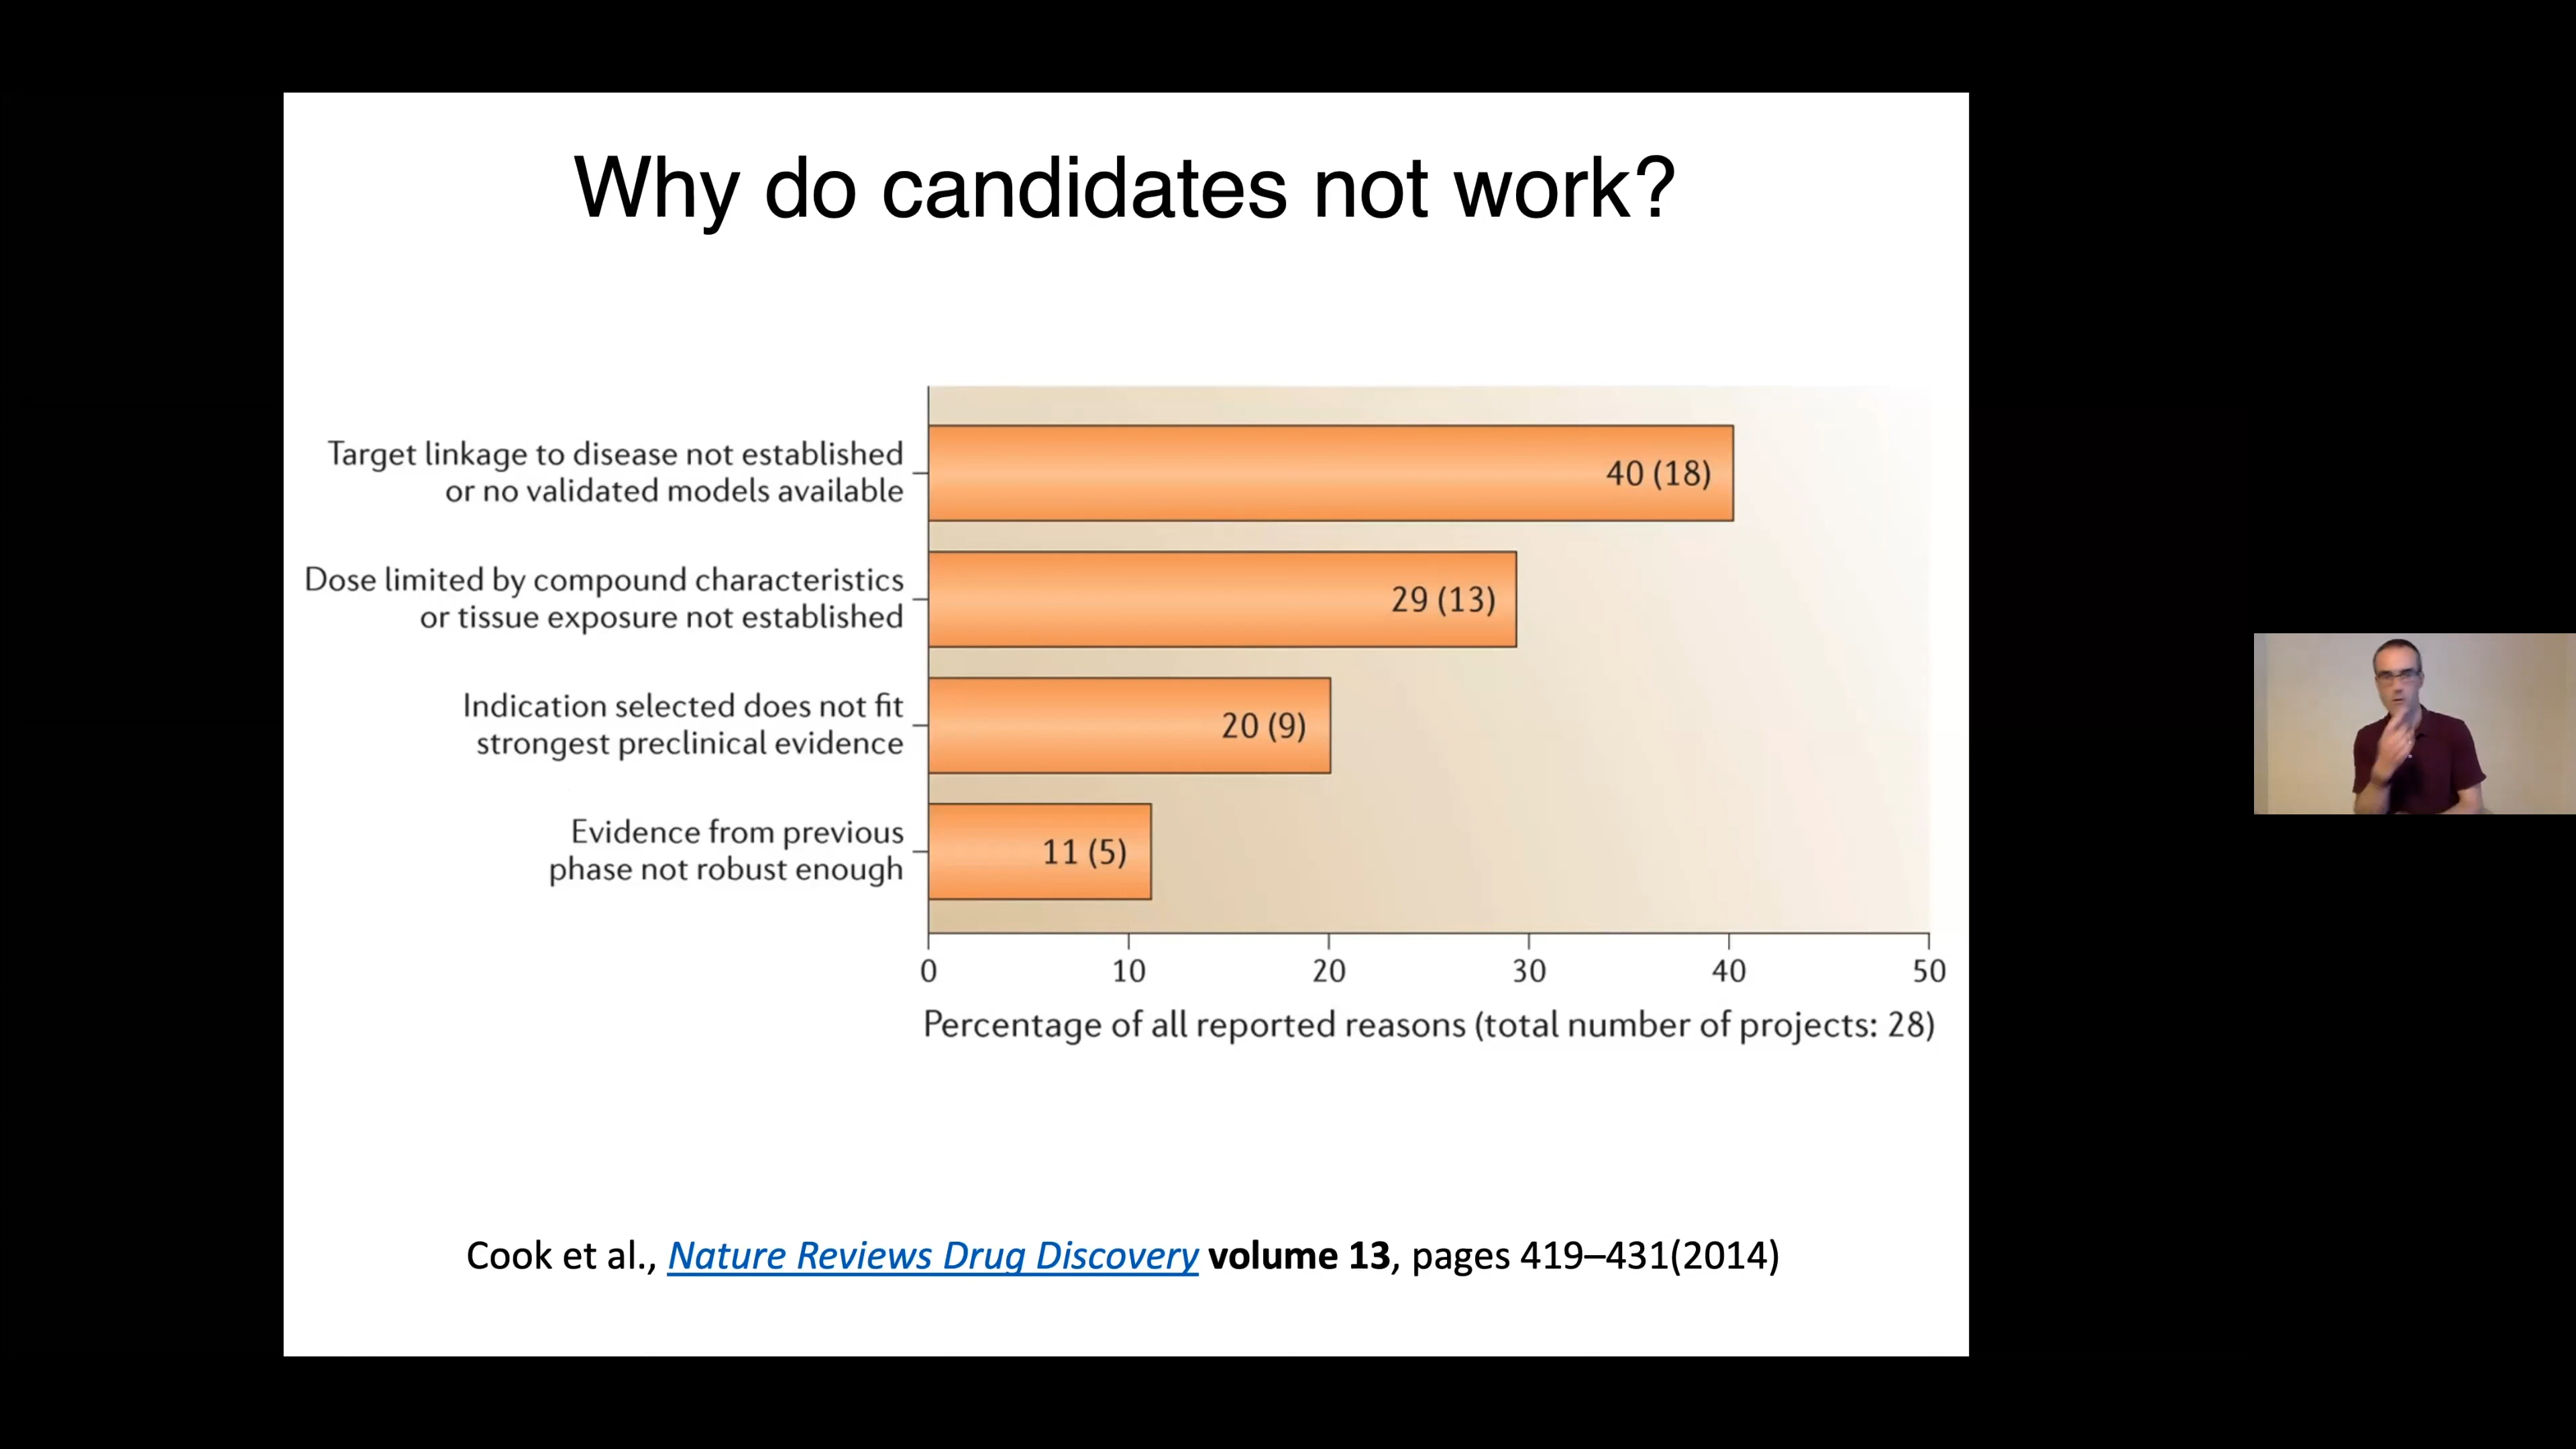 Why do candidates not work?
Target linkage to disease not established
or no validated models available
40 (18)
Dose limited by compound characteristics
or tissue exposure not established
29 (13)
Indication selected does not fit
strongest preclinical evidence
20 (9)
Evidence from previous
phase not robust enough
11 (5)
0 10 20 30 40 50
Percentage of all reported reasons (total number of projects: 28)
Cook et al., Nature Reviews Drug Discovery volume 13, pages 419–431(2014)